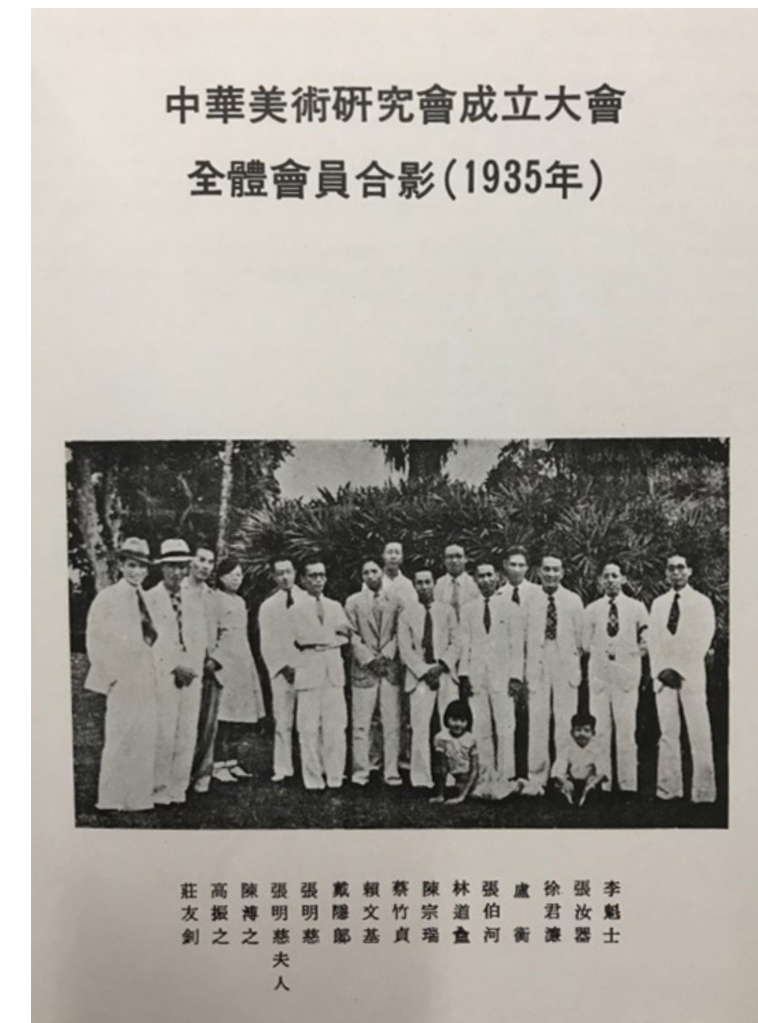 中華美術硏究會成立大會
全體會員合影(1935年)
李魁士
張汝器
徐君濂
盧衡
張伯河
林道盦
陳宗瑞
蔡竹貞
賴文基
戴隱郎
張明慈
張明慈夫人
陳溥之
高振之
莊友釗